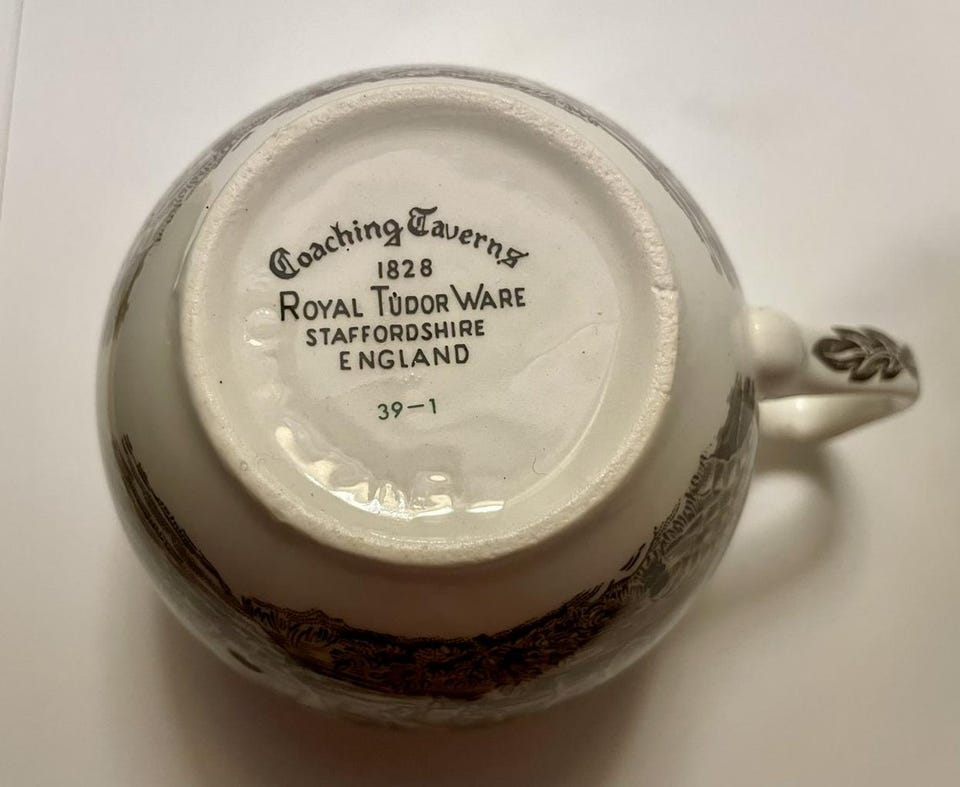 Coaching Taverns
1828
ROYAL TUDOR WARE
STAFFORDSHIRE
ENGLAND
39-1